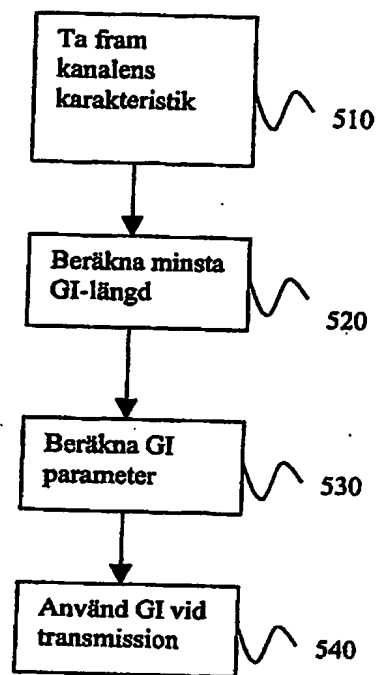 Ta fram
kanalens
karakteristik
510
Beräkna minsta
GI-längd
520
Beräkna GI
parameter
530
Använd GI vid
transmission
540